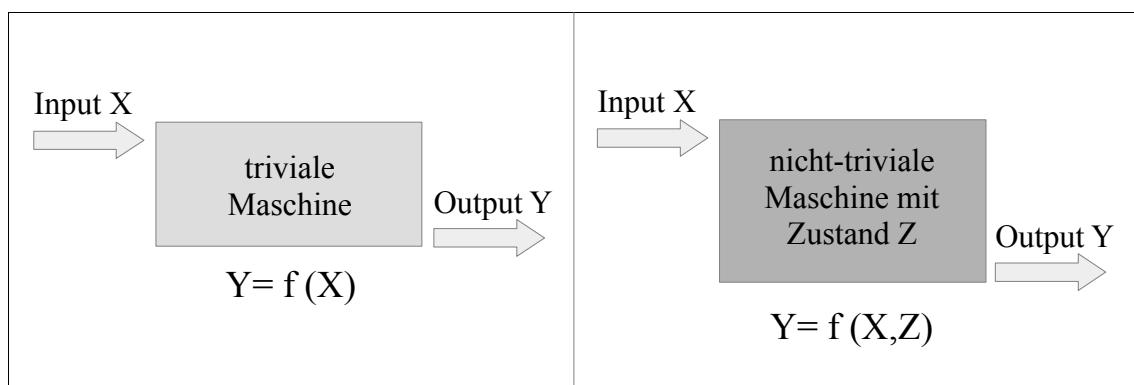 Input X
triviale
Maschine
Output Y
Y= f (X)
Input X
nicht-triviale
Maschine mit
Zustand Z
Output Y
Y= f (X,Z)